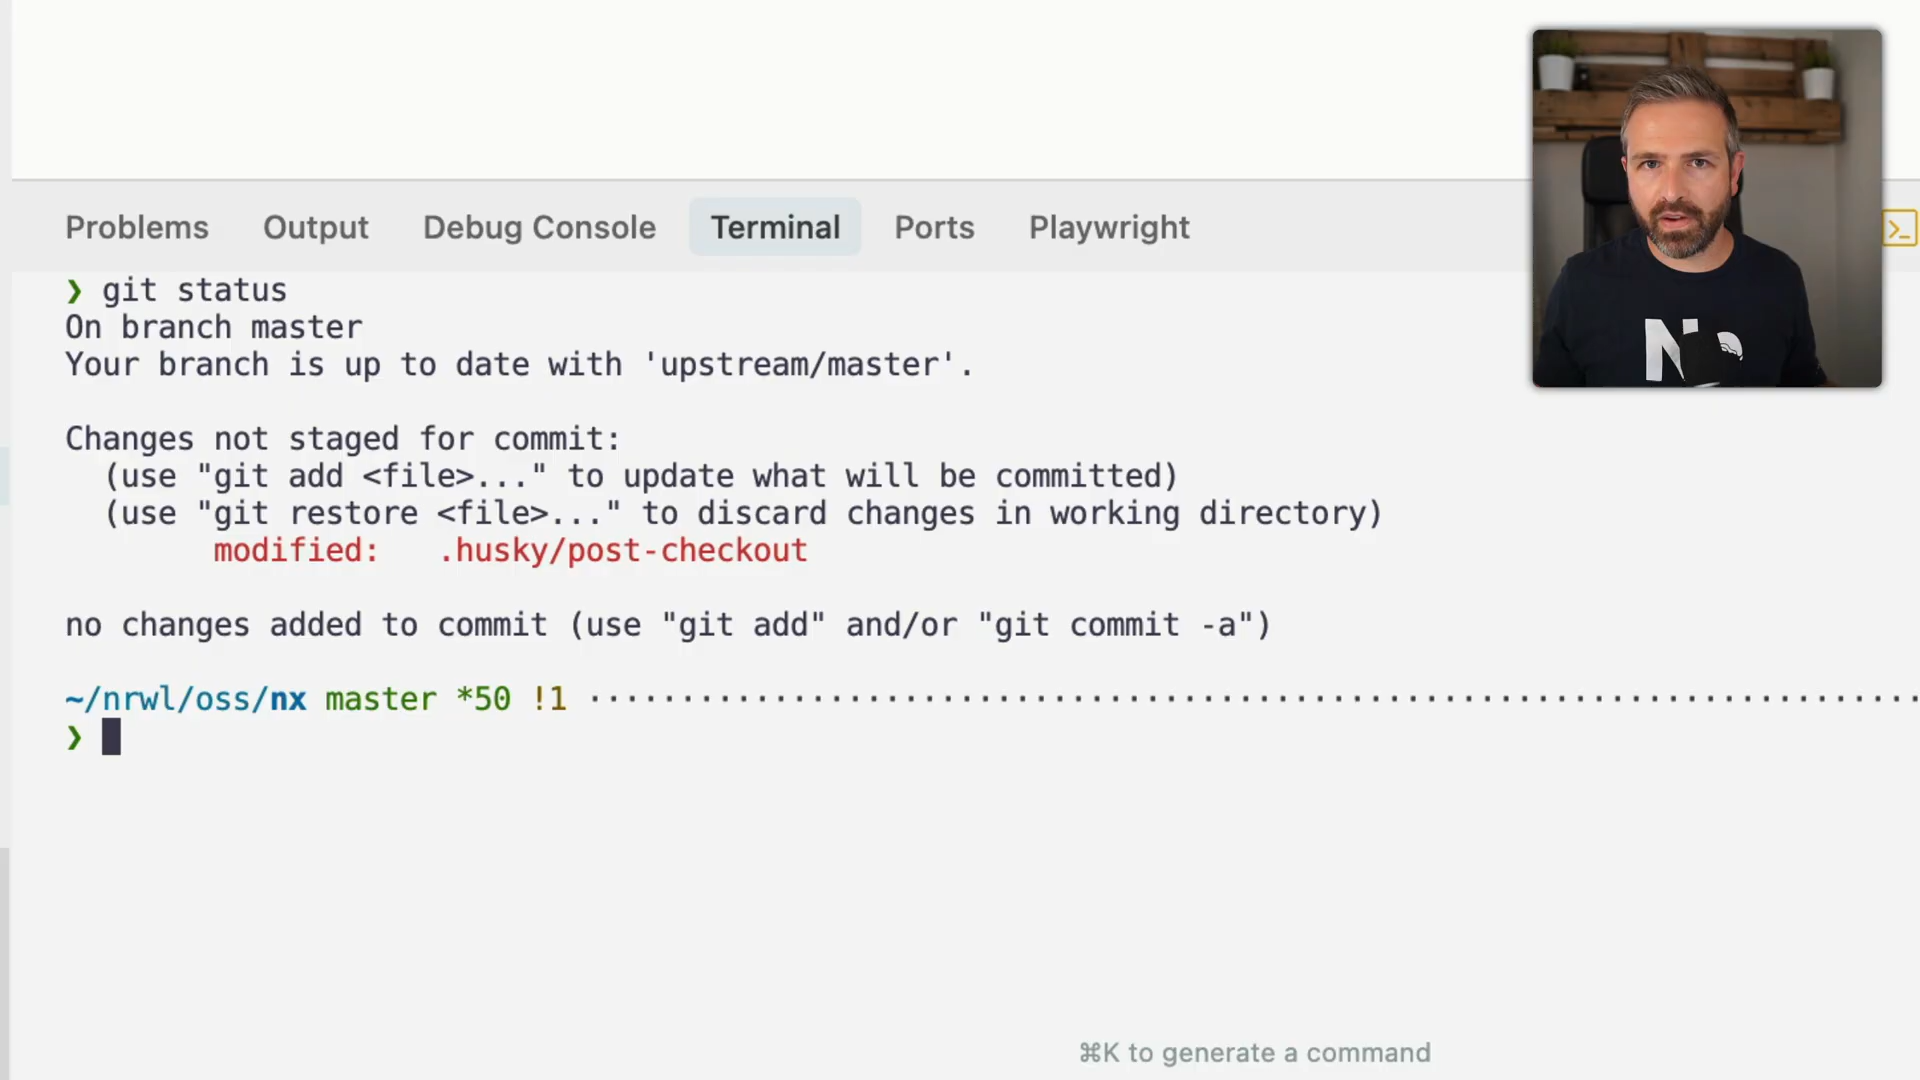 Problems Output Debug Console Terminal Ports Playwright
❯ git status
On branch master
Your branch is up to date with 'upstream/master'.
Changes not staged for commit:
(use "git add <file>..." to update what will be committed)
(use "git restore <file>..." to discard changes in working directory)
modified: .husky/post-checkout
no changes added to commit (use "git add" and/or "git commit -a")
~/nrwl/oss/nx master *50 !1 ························································
❯
⌘K to generate a command